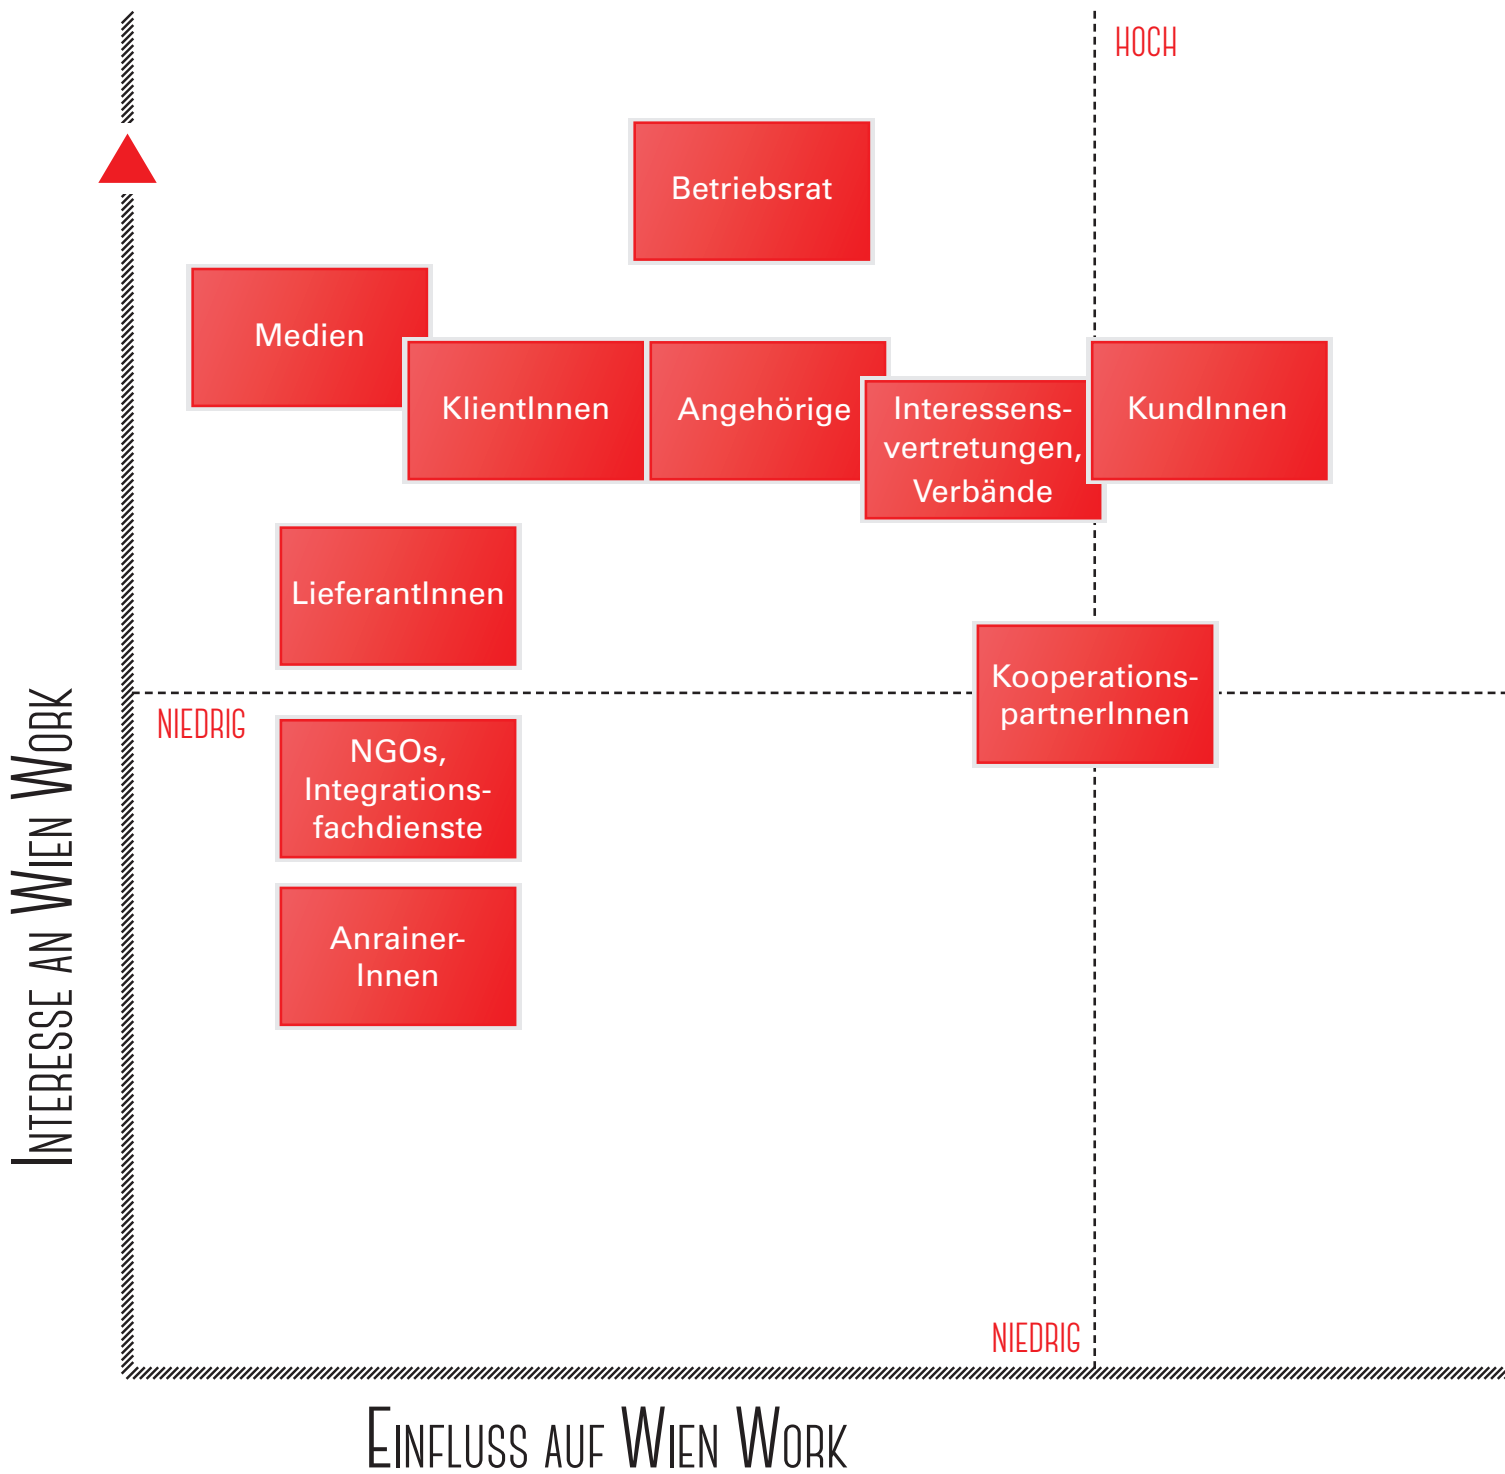 HOCH
Betriebsrat
Medien
KlientInnen
Angehörige
Interessens-
vertretungen,
Verbände
KundInnen
LieferantInnen
Kooperations-
partnerInnen
NIEDRIG
NGOs,
Integrations-
fachdienste
Anrainer-
Innen
INTERESSE AN WIEN WORK
NIEDRIG
EINFLUSS AUF WIEN WORK